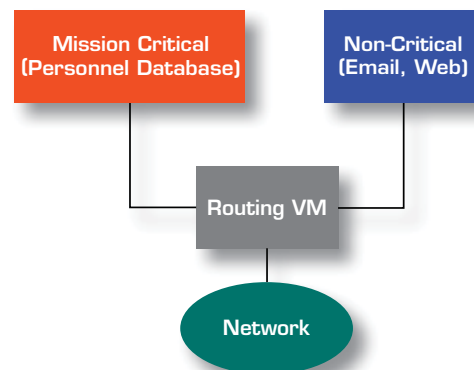 Mission Critical
(Personnel Database)
Non-Critical
(Email, Web)
Routing VM
Network